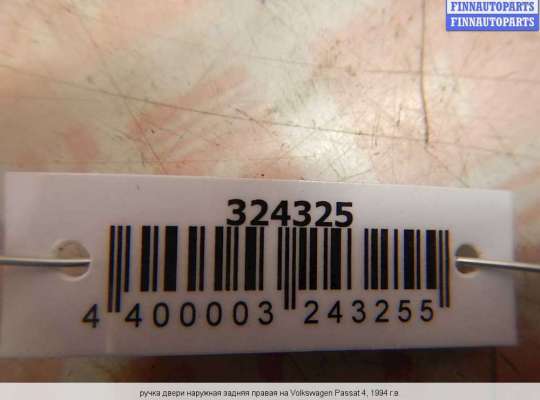 FINNAUTOPARTS
FINNAUTOPARTS
324325
4 400003 243255
ручка двери наружная задняя правая на Volkswagen Passat 4, 1994 г.в.